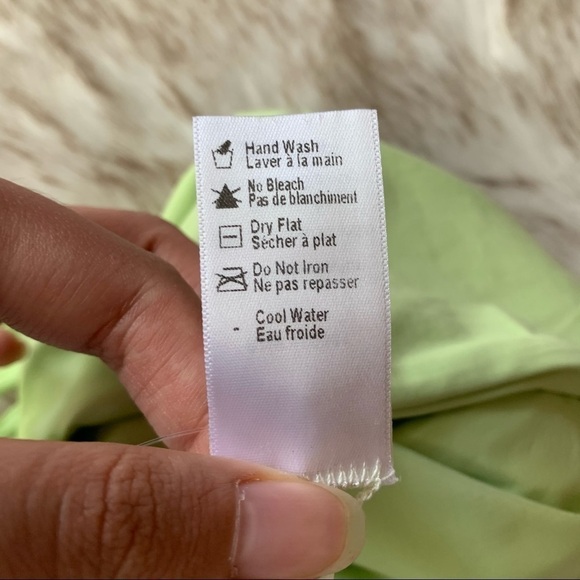 Hand Wash
Laver à la main
No Bleach
Pas de blanchiment
Dry Flat
Sécher à plat
Do Not Iron
Ne pas repasser
- Cool Water
Eau froide